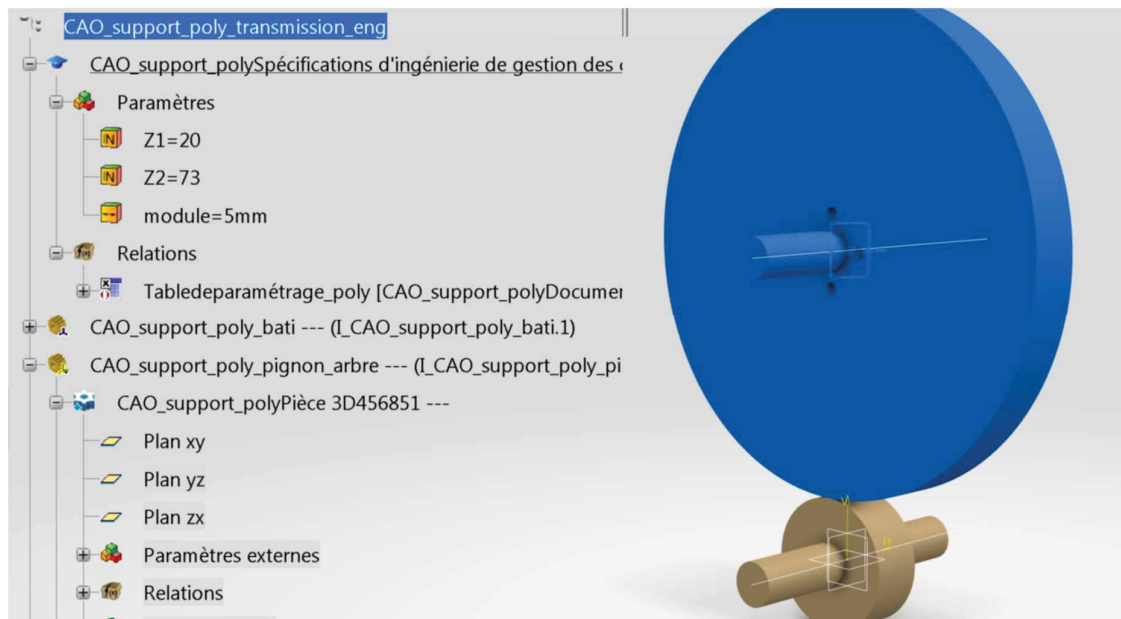 CAO_support_poly_transmission_eng
CAO_support_polySpécifications d'ingénierie de gestion des
Paramètres
Z1=20
Z2=73
module=5mm
Relations
Tabledeparamétrage_poly [CAO_support_polyDocumer
CAO_support_poly_bati --- (I_CAO_support_poly_bati.1)
CAO_support_poly_pignon_arbre --- (I_CAO_support_poly_pi
CAO_support_polyPièce 3D456851 ---
Plan xy
Plan yz
Plan zx
Paramètres externes
Relations